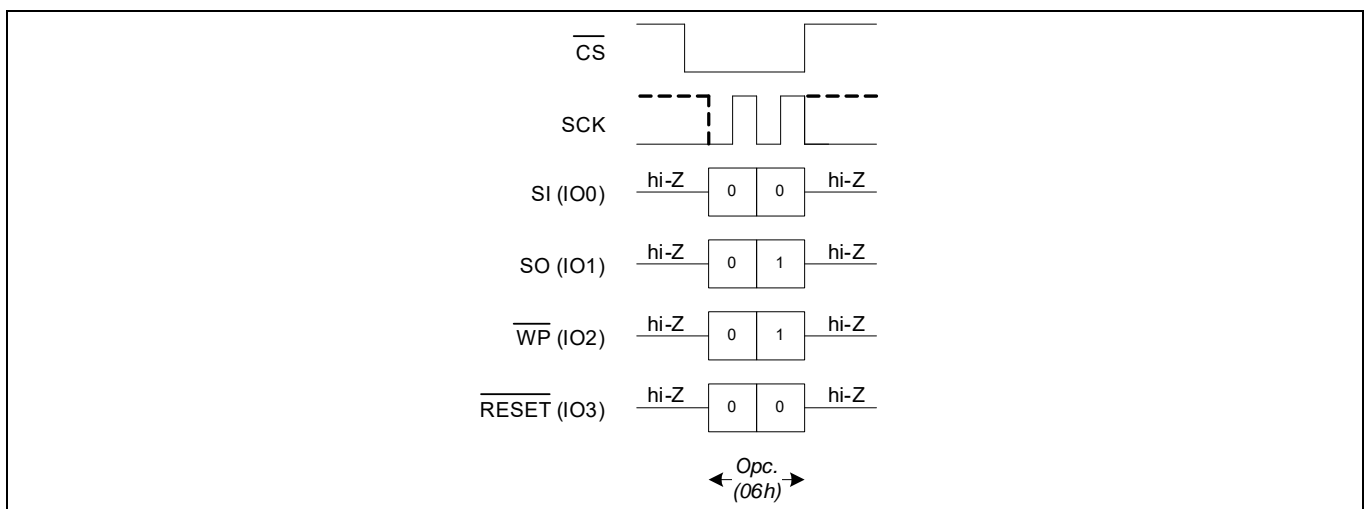 CS
SCK
SI (IO0) hi-Z 0 0 hi-Z
SO (IO1) hi-Z 0 1 hi-Z
WP (IO2) hi-Z 0 1 hi-Z
RESET (IO3) hi-Z 0 0 hi-Z
Opc.
(06h)